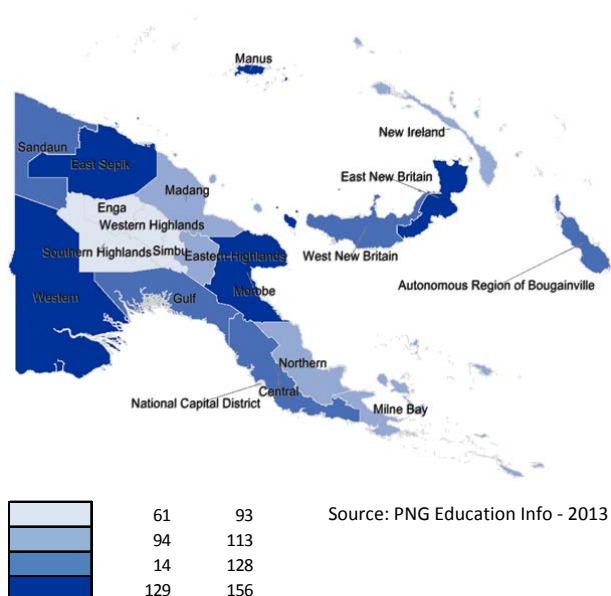 Manus
New Ireland
Sandaun
East Sepik
East New Britain
Madang
Enga
Western Highlands
Southern Highlands
Simbu
Eastern Highlands
West New Britain
Autonomous Region of Bougainville
Western
Gulf
Morobe
Northern
Central
National Capital District
Milne Bay
61 93 Source: PNG Education Info - 2013
94 113
14 128
129 156